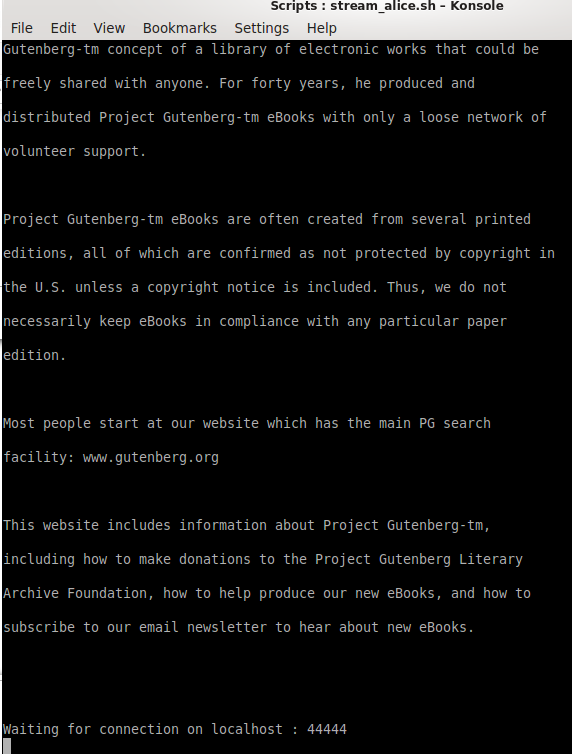 Scripts : stream_alice.sh – Konsole
File Edit View Bookmarks Settings Help
Gutenberg-tm concept of a library of electronic works that could be
freely shared with anyone. For forty years, he produced and
distributed Project Gutenberg-tm eBooks with only a loose network of
volunteer support.
Project Gutenberg-tm eBooks are often created from several printed
editions, all of which are confirmed as not protected by copyright in
the U.S. unless a copyright notice is included. Thus, we do not
necessarily keep eBooks in compliance with any particular paper
edition.
Most people start at our website which has the main PG search
facility: www.gutenberg.org
This website includes information about Project Gutenberg-tm,
including how to make donations to the Project Gutenberg Literary
Archive Foundation, how to help produce our new eBooks, and how to
subscribe to our email newsletter to hear about new eBooks.
Waiting for connection on localhost : 44444